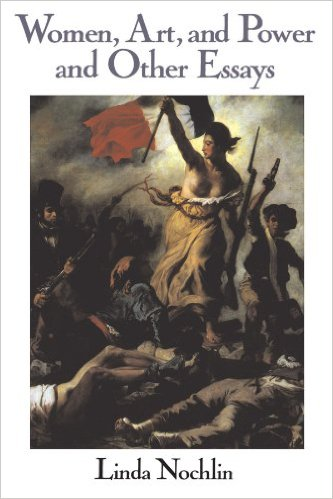 Women, Art, and Power
and Other Essays
Linda Nochlin